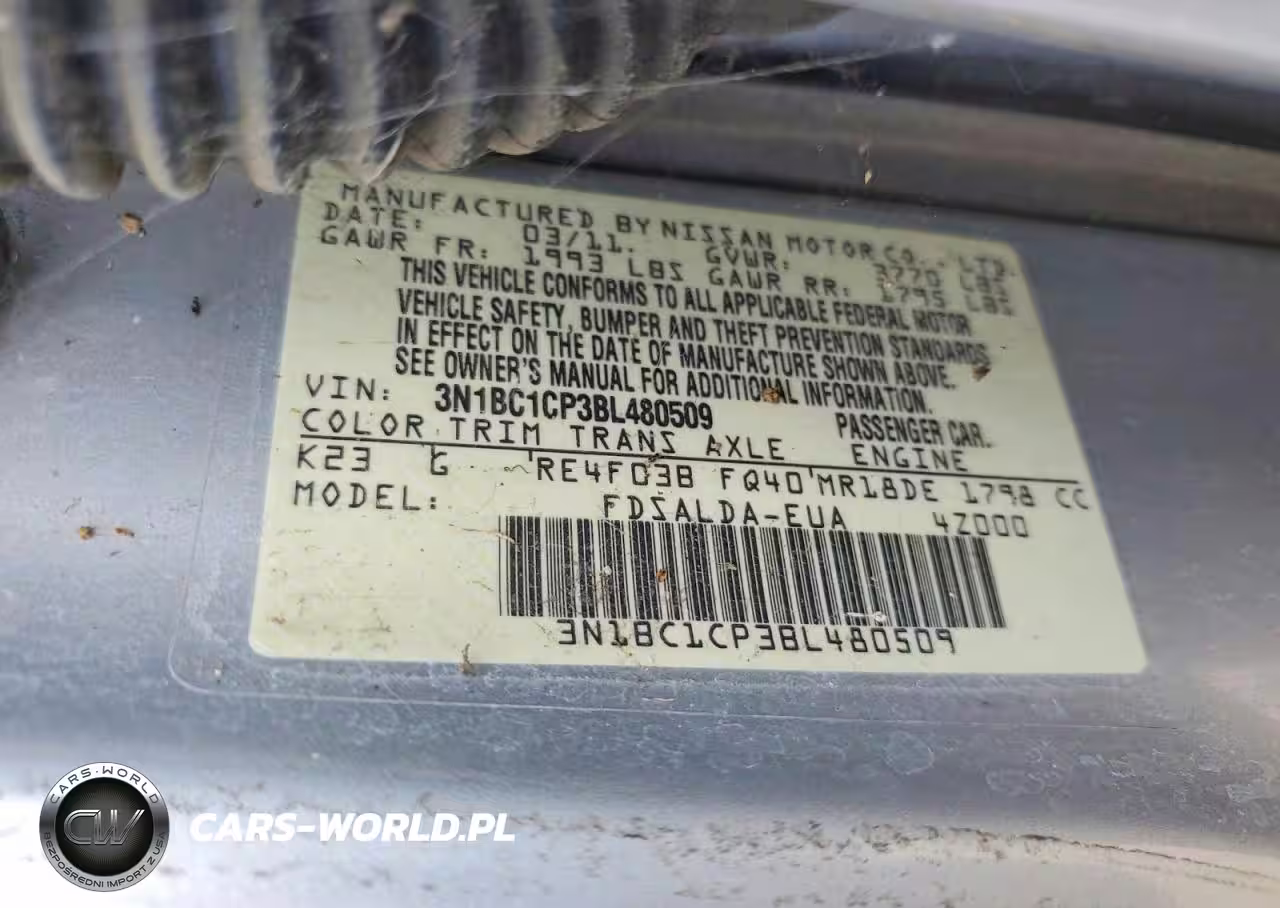 MANUFACTURED BY NISSAN MOTOR CO., LTD.
DATE: 03/11. GVWR: 3770 LBS
GAWR FR: 1993 LBS GAWR RR: 1795 LBS
THIS VEHICLE CONFORMS TO ALL APPLICABLE FEDERAL MOTOR
VEHICLE SAFETY, BUMPER AND THEFT PREVENTION STANDARDS
IN EFFECT ON THE DATE OF MANUFACTURE SHOWN ABOVE.
SEE OWNER'S MANUAL FOR ADDITIONAL INFORMATION.
VIN: 3N1BC1CP3BL480509 PASSENGER CAR.
COLOR TRIM TRANS AXLE ENGINE
K23 G RE4F03B FQ40 MR18DE 1798 CC
MODEL: FDSALDA-EUA 4Z000
3N1BC1CP3BL480509
CARS-WORLD
CW
BEZPOŚREDNI IMPORT Z USA
CARS-WORLD.PL